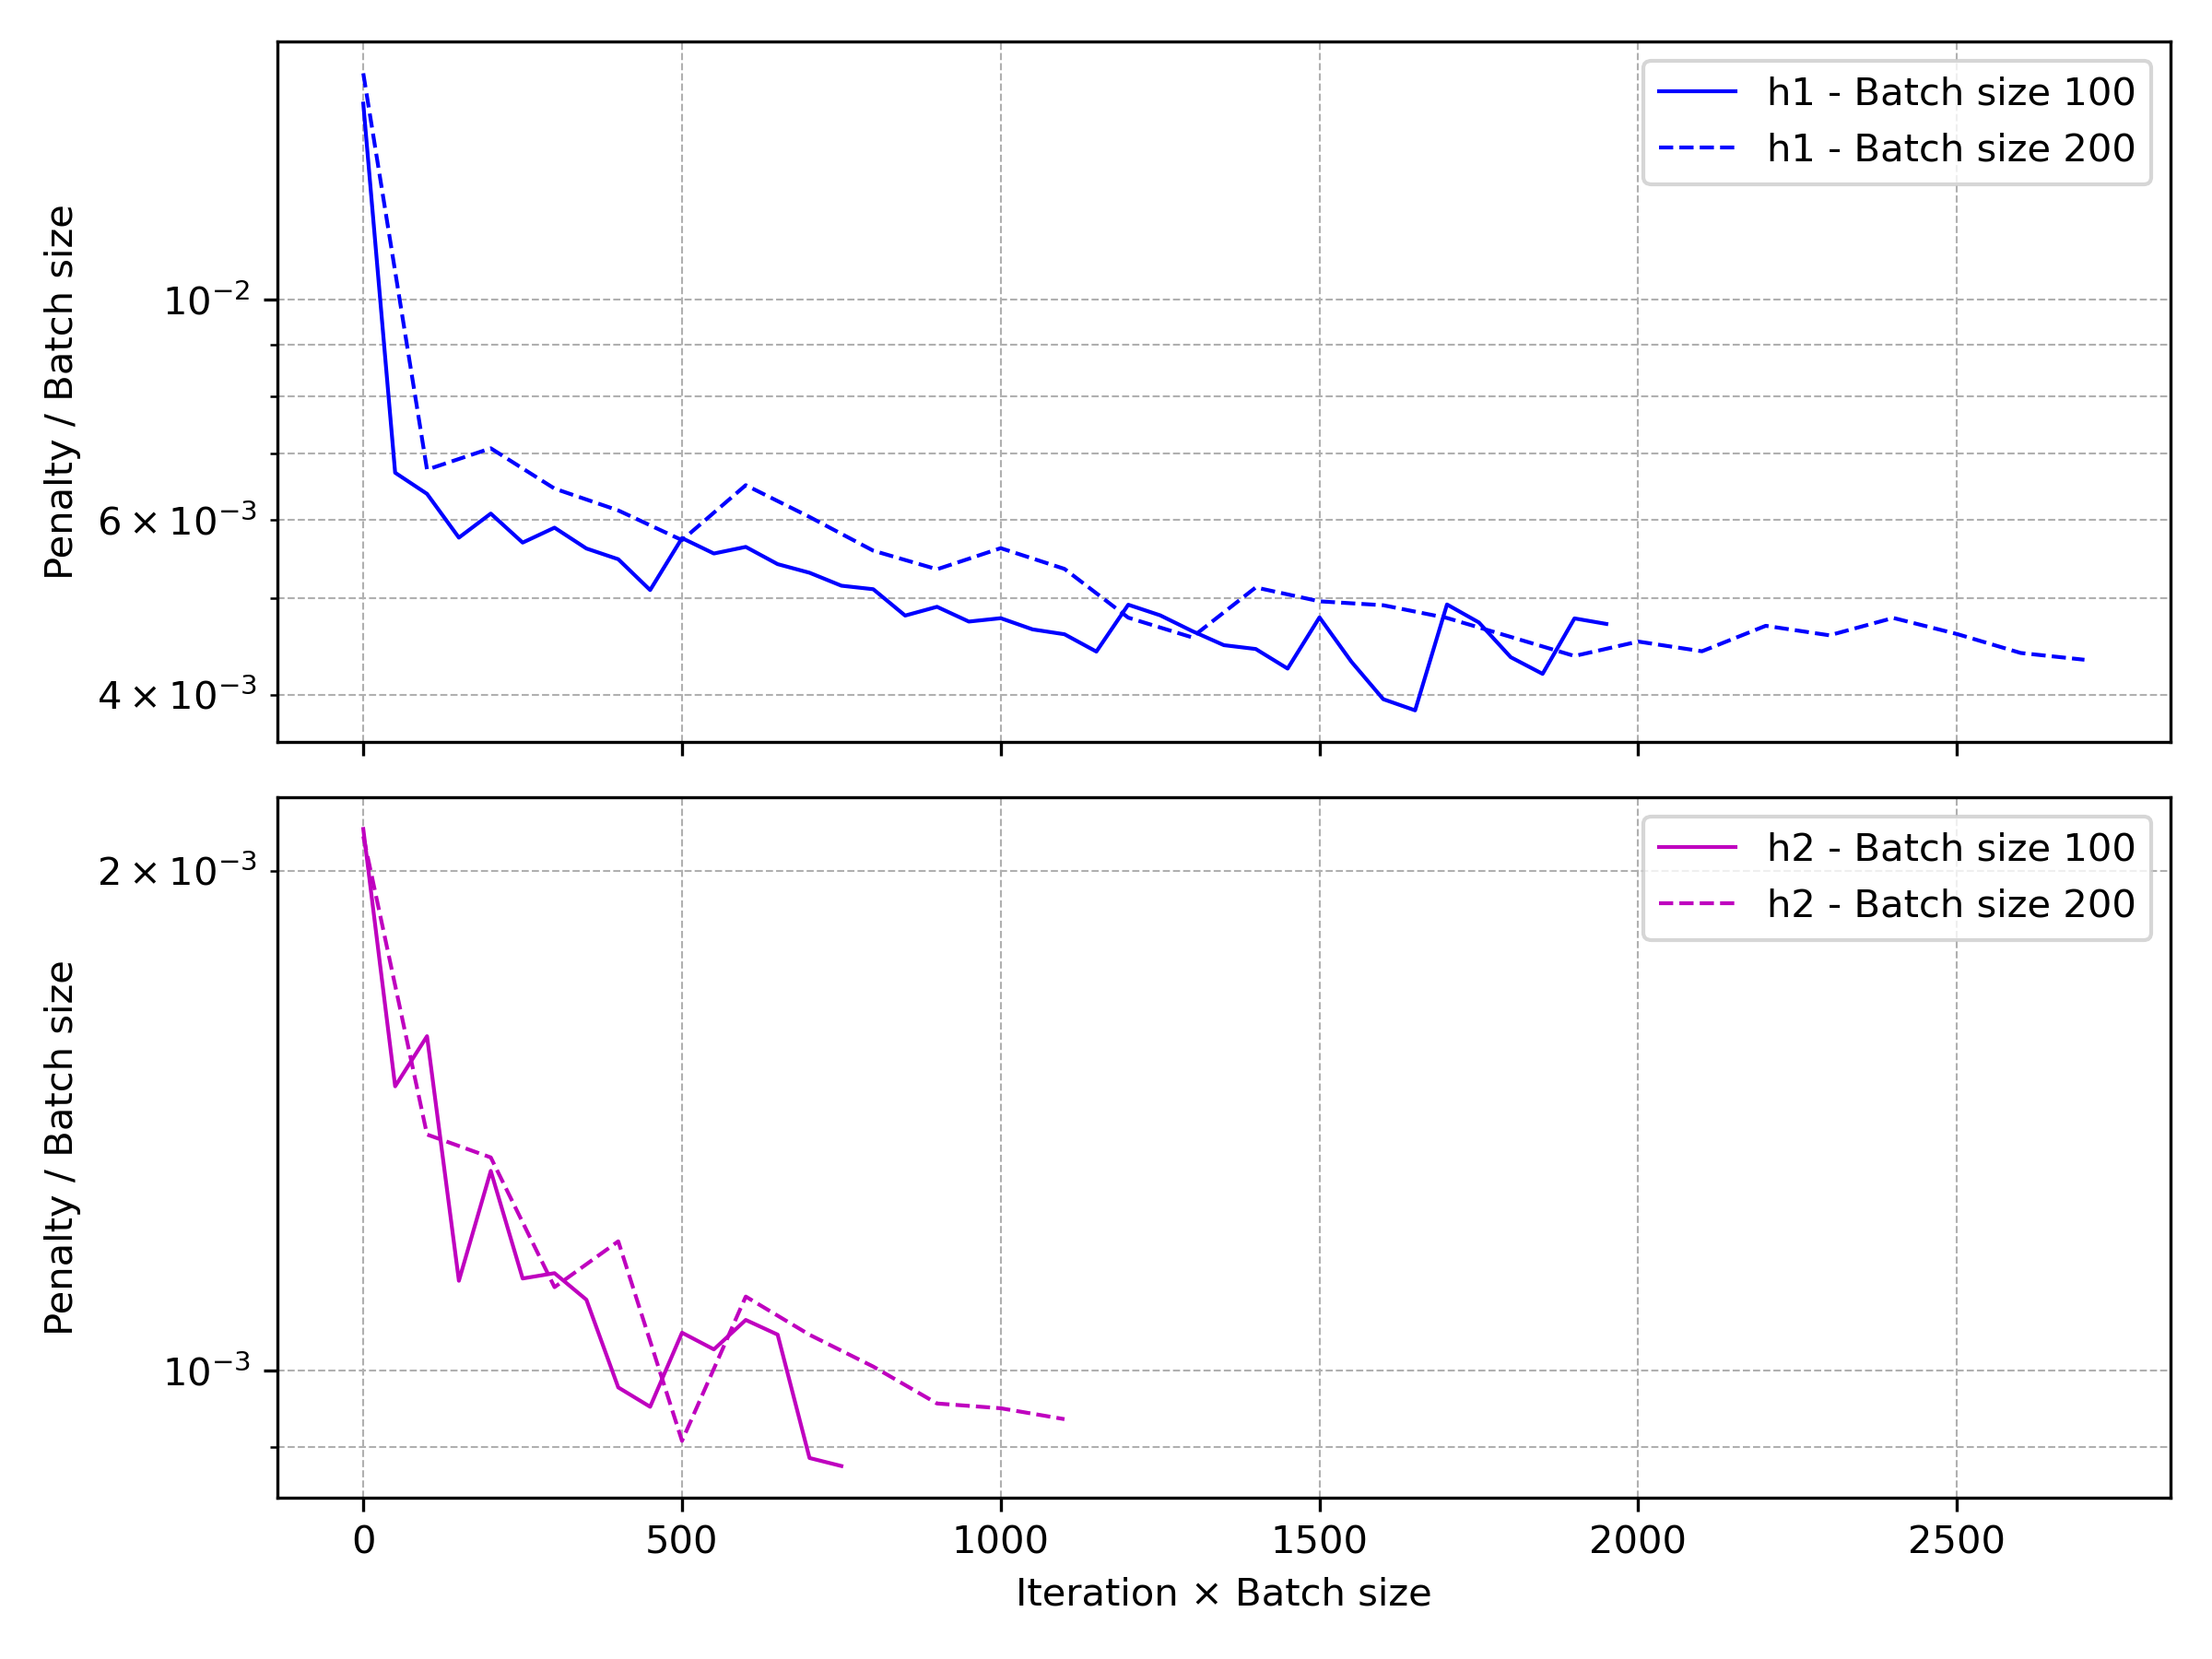 h1 - Batch size 100
h1 - Batch size 200
Penalty / Batch size
10⁻²
6 × 10⁻³
4 × 10⁻³
h2 - Batch size 100
h2 - Batch size 200
Penalty / Batch size
2 × 10⁻³
10⁻³
0 500 1000 1500 2000 2500
Iteration × Batch size